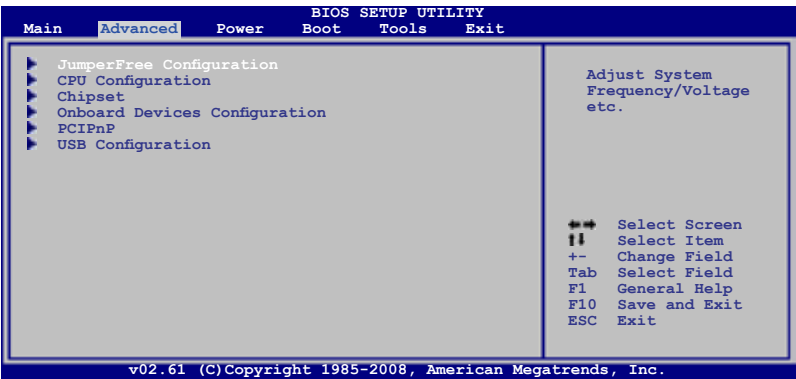 BIOS SETUP UTILITY
Main Advanced Power Boot Tools Exit
JumperFree Configuration
CPU Configuration
Chipset
Onboard Devices Configuration
PCIPnP
USB Configuration
Adjust System
Frequency/Voltage
etc.
Select Screen
Select Item
+- Change Field
Tab Select Field
F1 General Help
F10 Save and Exit
ESC Exit
v02.61 (C)Copyright 1985-2008, American Megatrends, Inc.